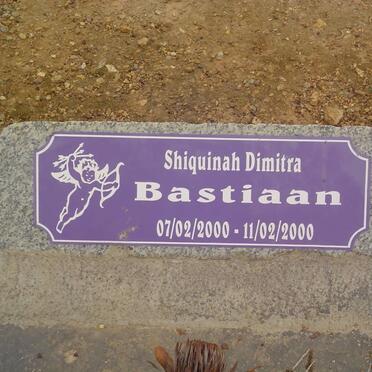 Shiquinah Dimitra
Bastiaan
07/02/2000 - 11/02/2000